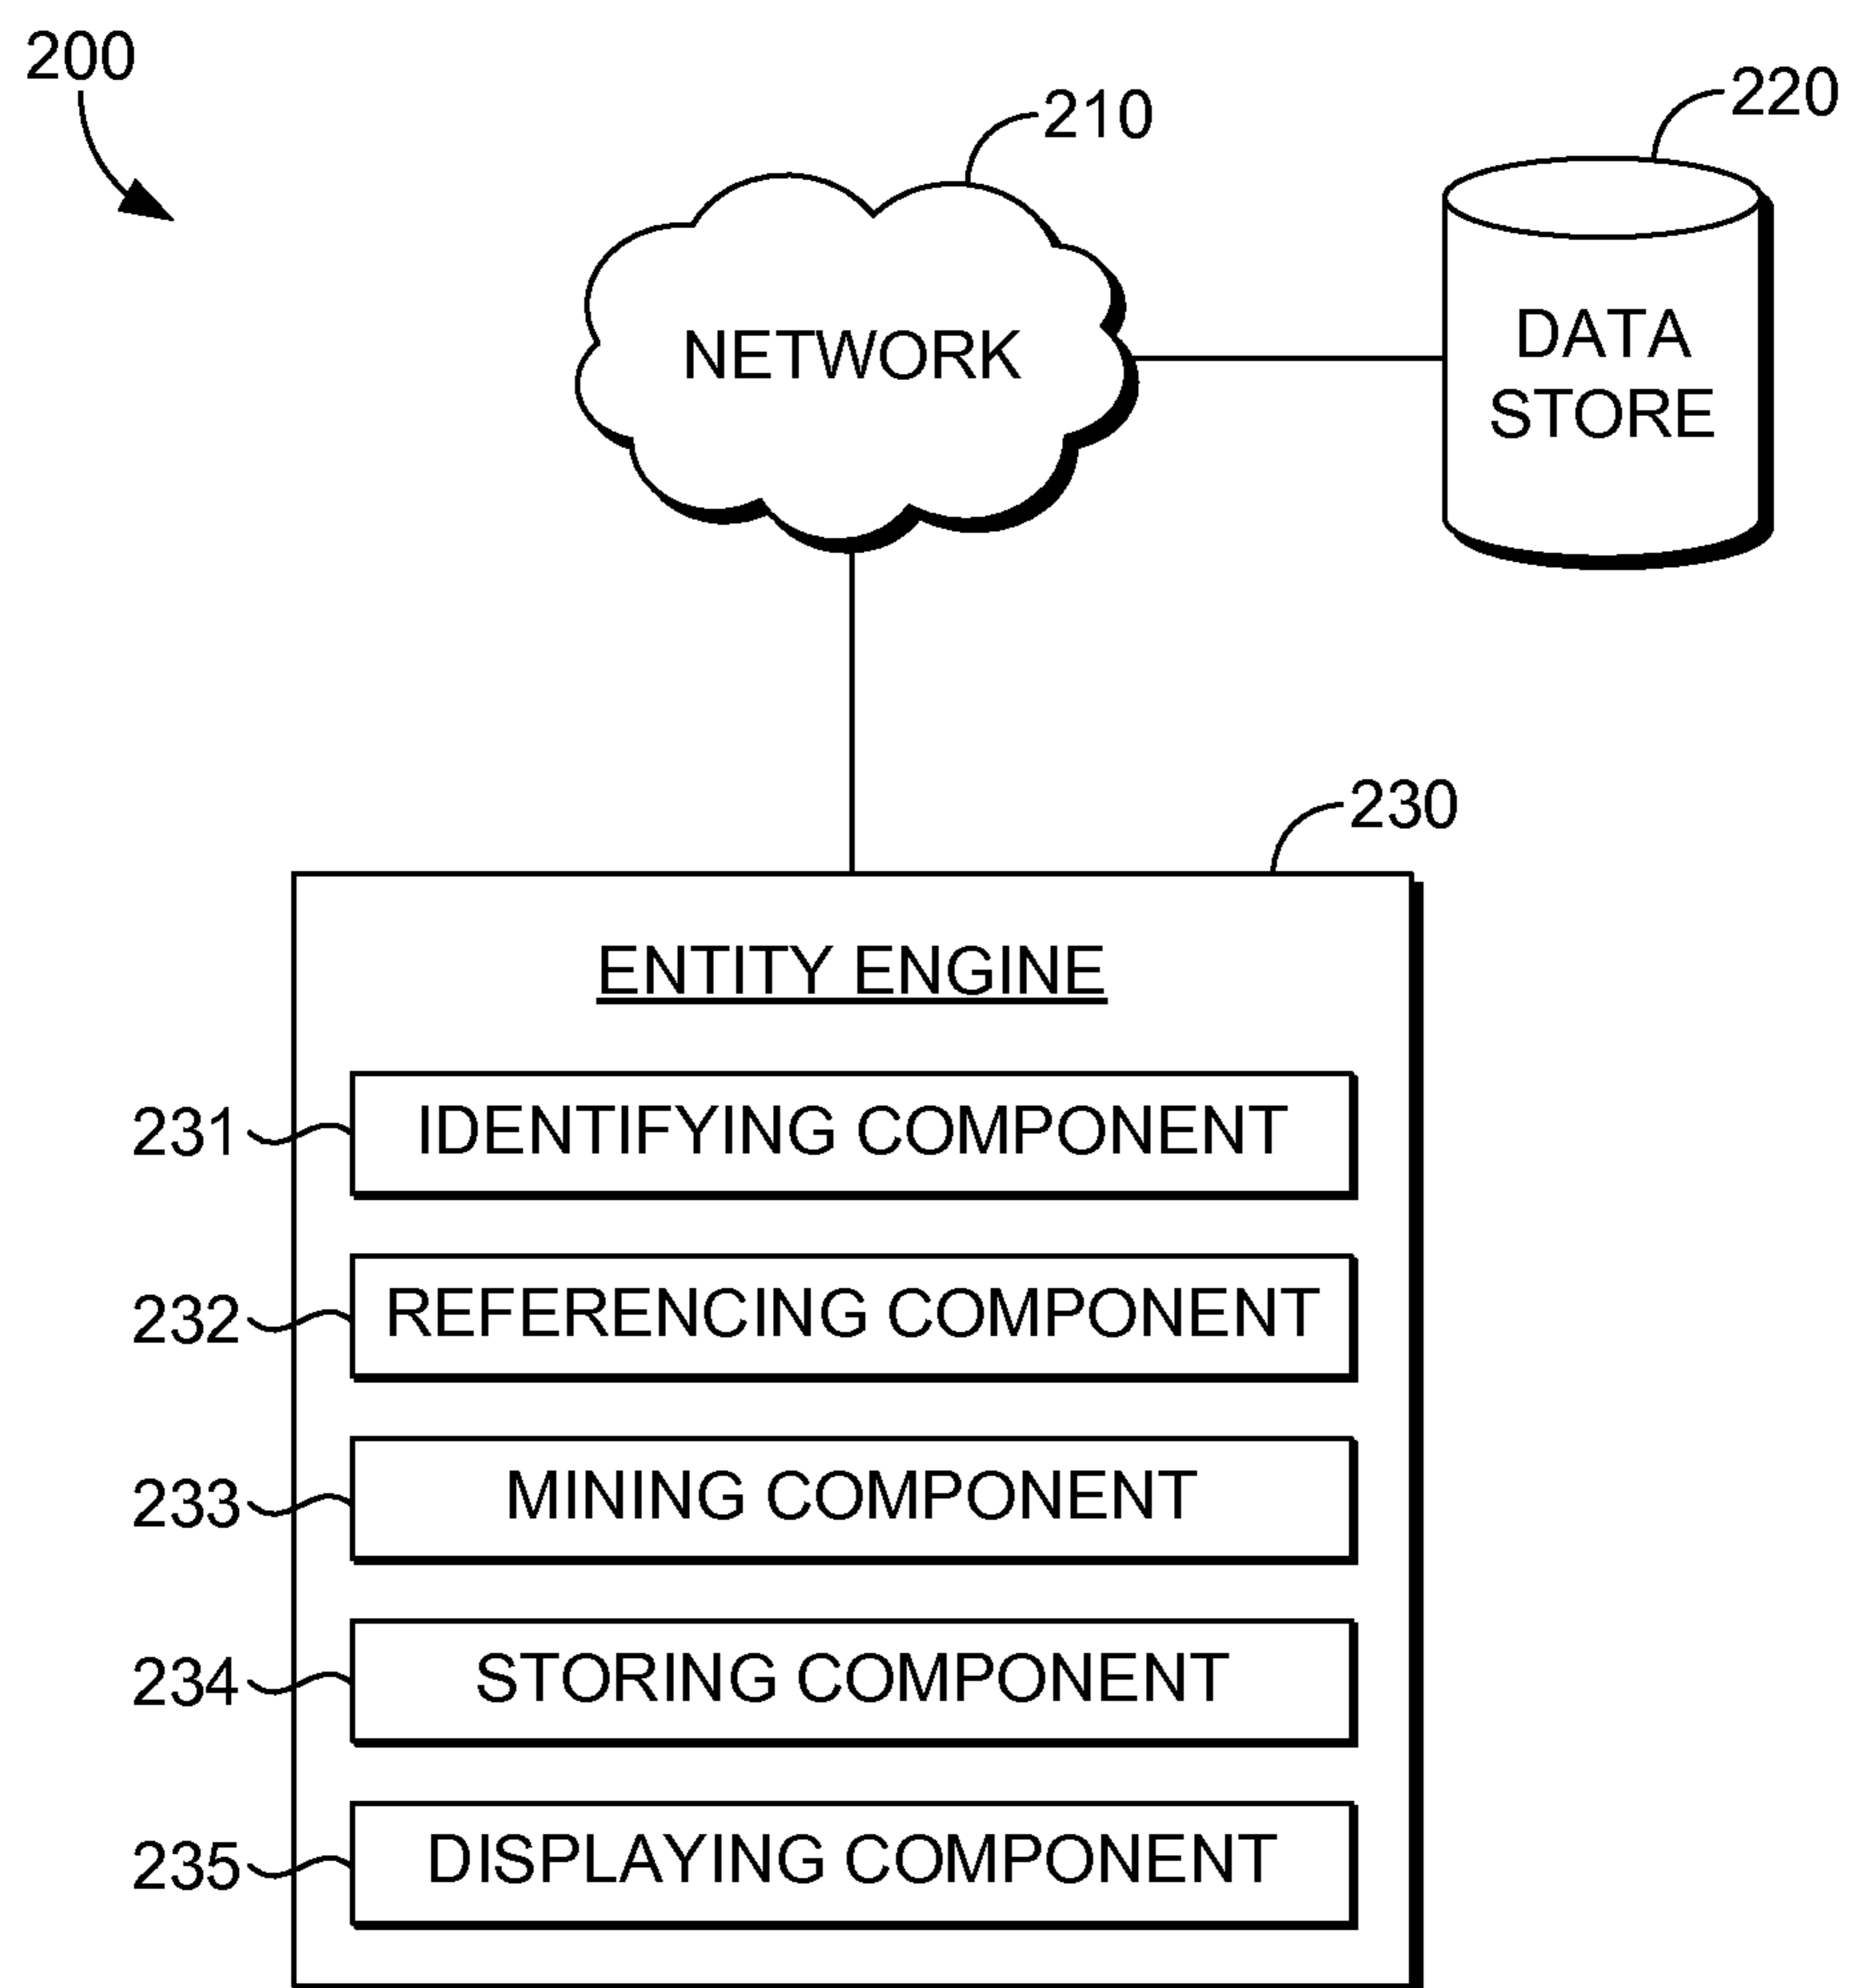 200
210
220
NETWORK
DATA
STORE
230
ENTITY ENGINE
231
IDENTIFYING COMPONENT
232
REFERENCING COMPONENT
233
MINING COMPONENT
234
STORING COMPONENT
235
DISPLAYING COMPONENT